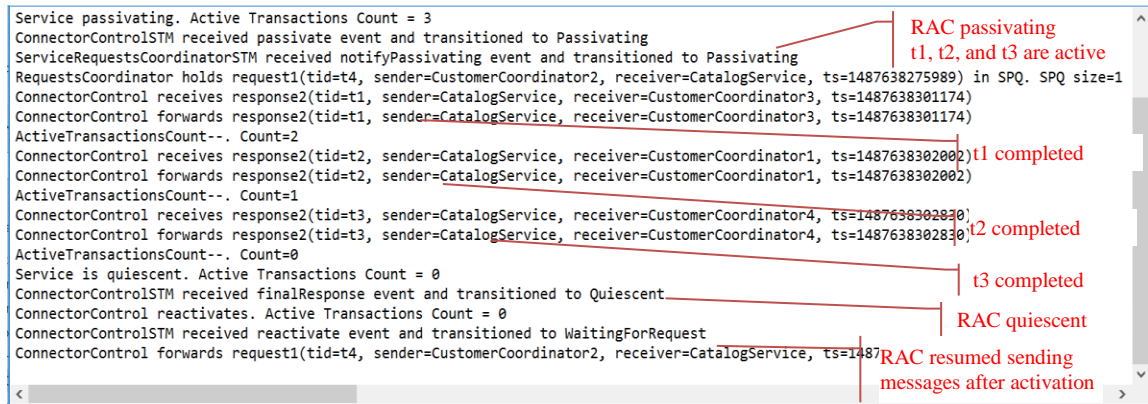 Service passivating. Active Transactions Count = 3
ConnectorControlSTM received passivate event and transitioned to Passivating
ServiceRequestsCoordinatorSTM received notifyPassivating event and transitioned to Passivating
RequestsCoordinator holds request1(tid=t4, sender=CustomerCoordinator2, receiver=CatalogService, ts=1487638275989) in SPQ. SPQ size=1
ConnectorControl receives response2(tid=t1, sender=CatalogService, receiver=CustomerCoordinator3, ts=1487638301174)
ConnectorControl forwards response2(tid=t1, sender=CatalogService, receiver=CustomerCoordinator3, ts=1487638301174)
ActiveTransactionsCount--. Count=2
ConnectorControl receives response2(tid=t2, sender=CatalogService, receiver=CustomerCoordinator1, ts=1487638302002)
ConnectorControl forwards response2(tid=t2, sender=CatalogService, receiver=CustomerCoordinator1, ts=1487638302002)
ActiveTransactionsCount--. Count=1
ConnectorControl receives response2(tid=t3, sender=CatalogService, receiver=CustomerCoordinator4, ts=1487638302830)
ConnectorControl forwards response2(tid=t3, sender=CatalogService, receiver=CustomerCoordinator4, ts=1487638302830)
ActiveTransactionsCount--. Count=0
Service is quiescent. Active Transactions Count = 0
ConnectorControlSTM received finalResponse event and transitioned to Quiescent
ConnectorControl reactivates. Active Transactions Count = 0
ConnectorControlSTM received reactivate event and transitioned to WaitingForRequest
ConnectorControl forwards request1(tid=t4, sender=CustomerCoordinator2, receiver=CatalogService, ts=1487
RAC passivating
t1, t2, and t3 are active
t1 completed
t2 completed
t3 completed
RAC quiescent
RAC resumed sending
messages after activation